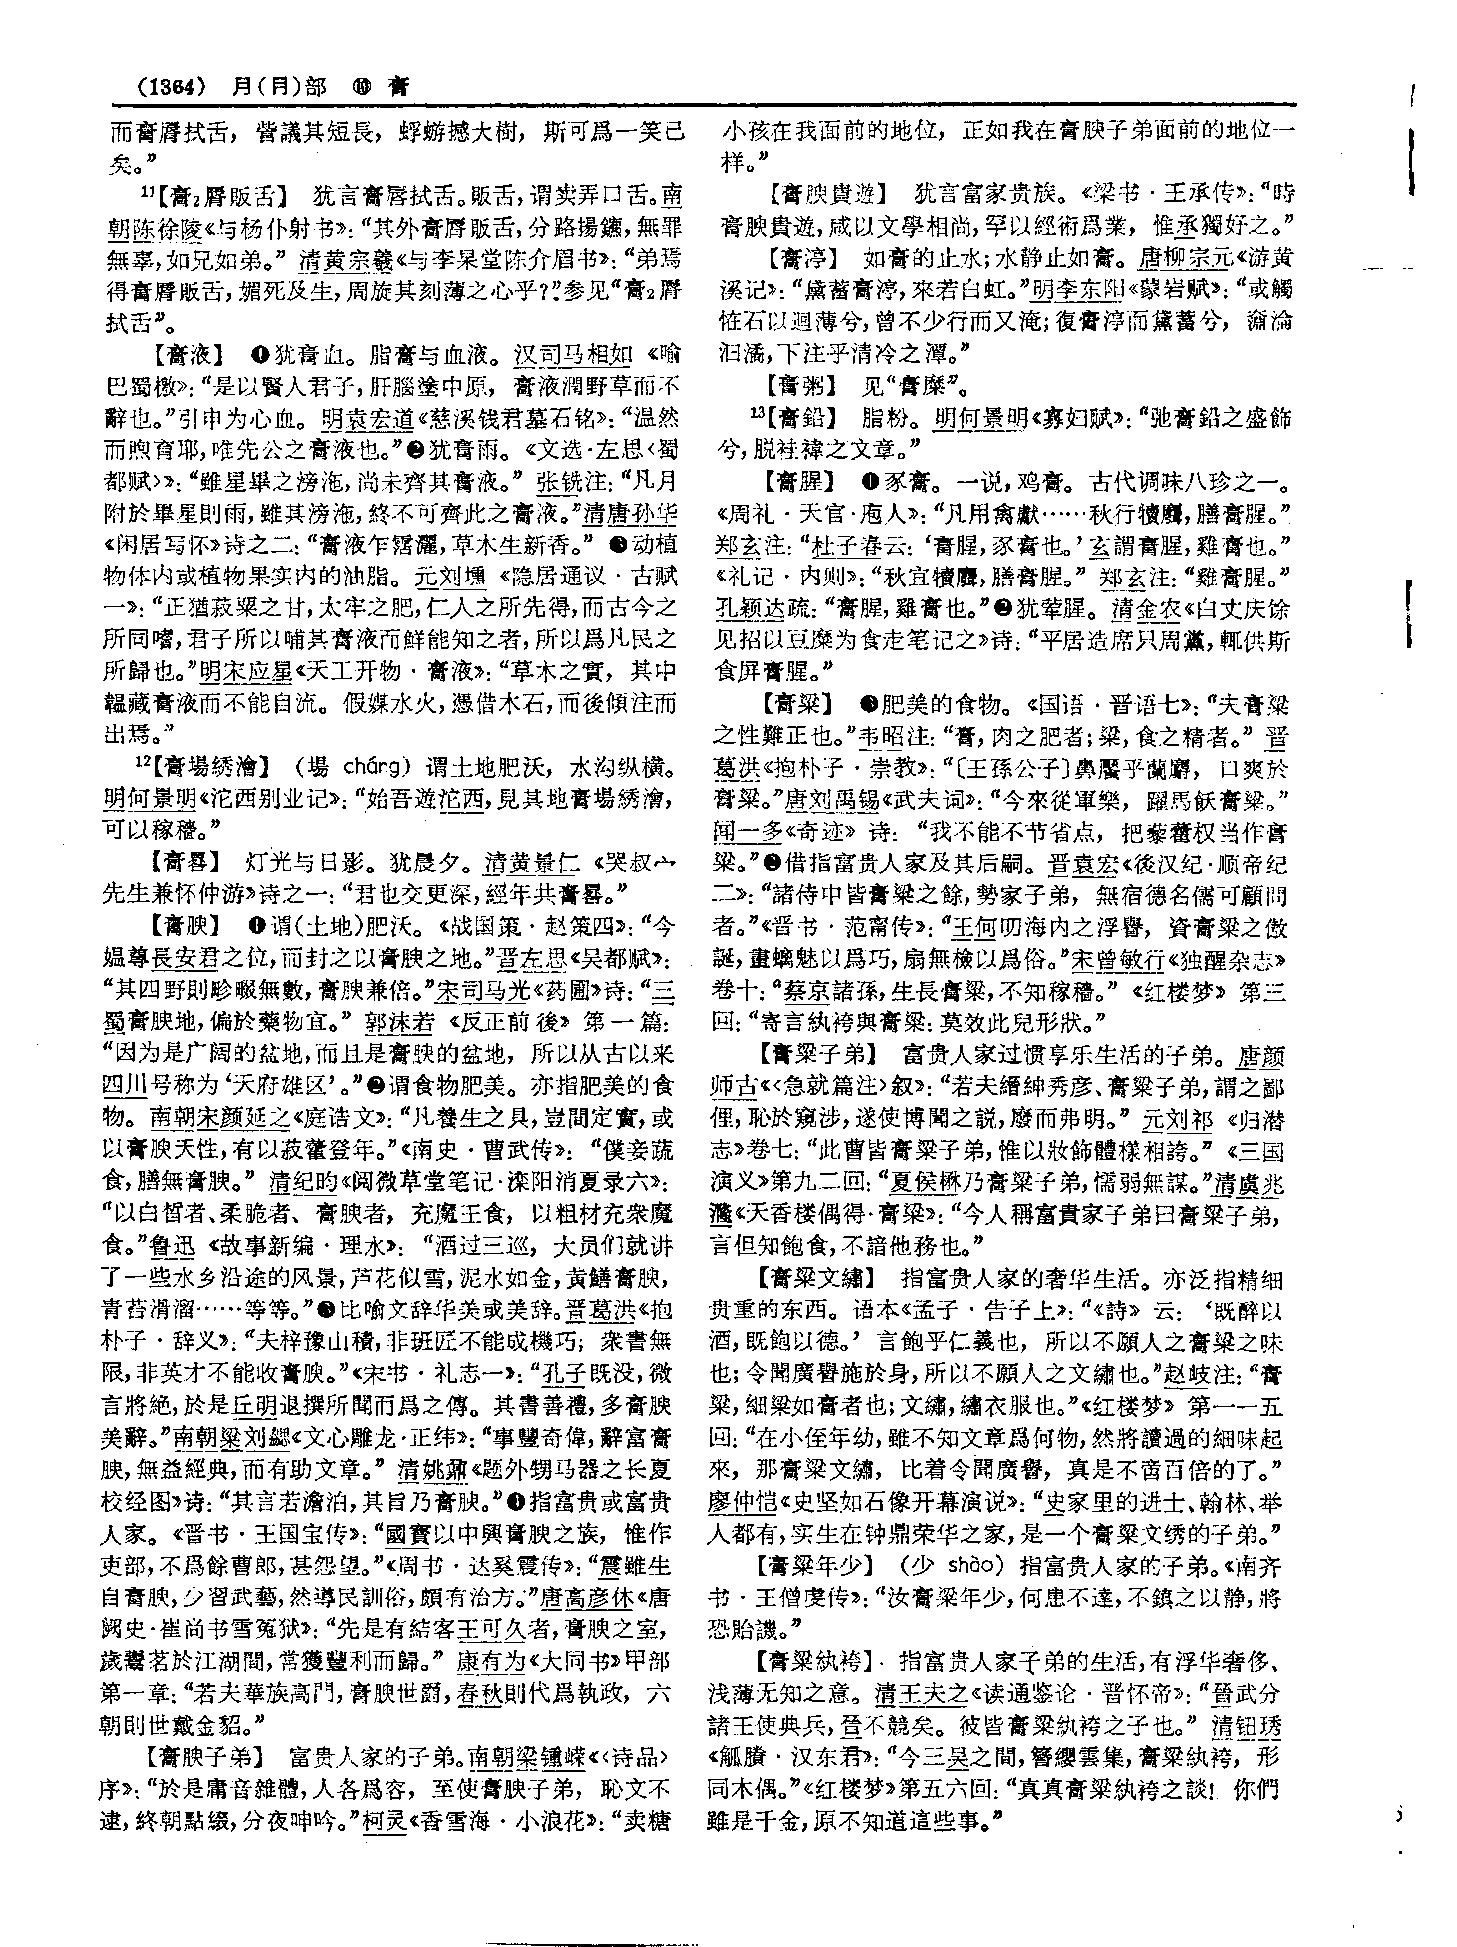 (1364) 月(月)部 ⑩ 膏
而膏脣拭舌，訾議其短長，蜉蝣撼大樹，斯可爲一笑已
矣。”
11【膏₂脣販舌】 犹言膏唇拭舌。贩舌，谓卖弄口舌。南
朝陈徐陵《与杨仆射书》：“其外膏脣販舌，分路揚鑣，無罪
無辜，如兄如弟。” 清黄宗羲《与李杲堂陈介眉书》：“弟焉
得膏脣販舌，媚死及生，周旋其刻薄之心乎？”参见“膏₂脣
拭舌”。
【膏液】 ❶犹膏血。脂膏与血液。汉司马相如《喻
巴蜀檄》：“是以賢人君子，肝腦塗中原，膏液潤野草而不
辭也。”引申为心血。明袁宏道《慈溪钱君墓石铭》：“温然
而煦育耶，唯先公之膏液也。”❷犹膏雨。《文选·左思〈蜀
都赋〉》：“雖星畢之滂沲，尚未齊其膏液。” 张铣注：“凡月
附於畢星則雨，雖其滂沲，終不可齊此之膏液。”清唐孙华
《闲居写怀》诗之二：“膏液乍霑灑，草木生新香。” ❸动植
物体内或植物果实内的油脂。元刘壎《隐居通议·古赋
一》：“正猶菽粟之甘，太牢之肥，仁人之所先得，而古今之
所同嗜，君子所以哺其膏液而鮮能知之者，所以爲凡民之
所歸也。”明宋应星《天工开物·膏液》：“草木之實，其中
韞藏膏液而不能自流。假媒水火，憑借木石，而後傾注而
出焉。”
12【膏場綉澮】 （場 cháng）谓土地肥沃，水沟纵横。
明何景明《沱西别业记》：“始吾遊沱西，見其地膏場綉澮，
可以稼穡。”
【膏晷】 灯光与日影。犹晨夕。清黄景仁《哭叔宀
先生兼怀仲游》诗之一：“君也交更深，經年共膏晷。”
【膏腴】 ❶谓(土地)肥沃。《战国策·赵策四》：“今
媪尊長安君之位，而封之以膏腴之地。”晋左思《吴都赋》：
“其四野則畛畷無數，膏腴兼倍。”宋司马光《药圃》诗：“三
蜀膏腴地，偏於藥物宜。” 郭沫若《反正前後》第一篇：
“因为是广阔的盆地，而且是膏腴的盆地，所以从古以来
四川号称为‘天府雄区’。”❷谓食物肥美。亦指肥美的食
物。南朝宋颜延之《庭诰文》：“凡養生之具，豈間定實，或
以膏腴夭性，有以菽藿登年。”《南史·曹武传》：“僕妾蔬
食，膳無膏腴。” 清纪昀《阅微草堂笔记·滦阳消夏录六》：
“以白皙者、柔脆者、膏腴者，充魔王食，以粗材充衆魔
食。”鲁迅《故事新编·理水》：“酒过三巡，大员们就讲
了一些水乡沿途的风景，芦花似雪，泥水如金，黄鳝膏腴，
青苔滑溜……等等。”❸比喻文辞华美或美辞。晋葛洪《抱
朴子·辞义》：“夫梓豫山積，非班匠不能成機巧；衆書無
限，非英才不能收膏腴。”《宋书·礼志一》：“孔子既没，微
言將絶，於是丘明退撰所聞而爲之傳。其書善禮，多膏腴
美辭。”南朝梁刘勰《文心雕龙·正纬》：“事豐奇偉，辭富膏
腴，無益經典，而有助文章。” 清姚鼐《题外甥马器之长夏
校经图》诗：“其言若澹泊，其旨乃膏腴。”❹指富贵或富贵
人家。《晋书·王国宝传》：“國寶以中興膏腴之族，惟作
吏部，不爲餘曹郎，甚怨望。”《周书·达奚震传》：“震雖生
自膏腴，少習武藝，然導民訓俗，頗有治方。”唐高彦休《唐
阙史·崔尚书雪冤狱》：“先是有結客王可久者，膏腴之室，
歲鬻茗於江湖間，常獲豐利而歸。” 康有为《大同书》甲部
第一章：“若夫華族高門，膏腴世爵，春秋則代爲執政，六
朝則世戴金貂。”
【膏腴子弟】 富贵人家的子弟。南朝梁锺嵘《〈诗品〉
序》：“於是庸音雜體，人各爲容，至使膏腴子弟，恥文不
逮，終朝點綴，分夜呻吟。”柯灵《香雪海·小浪花》：“卖糖
小孩在我面前的地位，正如我在膏腴子弟面前的地位一
样。”
【膏腴貴遊】 犹言富家贵族。《梁书·王承传》：“時
膏腴貴遊，咸以文學相尚，罕以經術爲業，惟承獨好之。”
【膏渟】 如膏的止水；水静止如膏。唐柳宗元《游黄
溪记》：“黛蓄膏渟，來若白虹。”明李东阳《蒙岩赋》：“或觸
恠石以迴薄兮，曾不少行而又淹；復膏渟而黛蓄兮，奫淪
汩潏，下注乎清泠之潭。”
【膏粥】 见“膏糜”。
13【膏鉛】 脂粉。明何景明《寡妇赋》：“弛膏鉛之盛飾
兮，脱袿褘之文章。”
【膏腥】 ❶豕膏。一说，鸡膏。古代调味八珍之一。
《周礼·天官·庖人》：“凡用禽獻……秋行犢麛，膳膏腥。”
郑玄注：“杜子春云：‘膏腥，豕膏也。’玄謂膏腥，雞膏也。”
《礼记·内则》：“秋宜犢麛，膳膏腥。” 郑玄注：“雞膏腥。”
孔颖达疏：“膏腥，雞膏也。”❷犹荤腥。清金农《白丈庆馀
见招以豆糜为食走笔记之》诗：“平居造席只周黨，輒供斯
食屏膏腥。”
【膏粱】 ❶肥美的食物。《国语·晋语七》：“夫膏粱
之性難正也。”韦昭注：“膏，肉之肥者；粱，食之精者。” 晋
葛洪《抱朴子·崇教》：“〔王孫公子〕鼻饜乎蘭麝，口爽於
膏粱。”唐刘禹锡《武夫词》：“今來從軍樂，躍馬飫膏粱。”
闻一多《奇迹》诗：“我不能不节省点，把藜藿权当作膏
粱。”❷借指富贵人家及其后嗣。晋袁宏《後汉纪·顺帝纪
二》：“諸侍中皆膏粱之餘，勢家子弟，無宿德名儒可顧問
者。”《晋书·范甯传》：“王何叨海内之浮譽，資膏粱之傲
誕，畫螭魅以爲巧，扇無檢以爲俗。”宋曾敏行《独醒杂志》
卷十：“蔡京諸孫，生長膏粱，不知稼穡。” 《红楼梦》第三
回：“寄言紈袴與膏粱：莫效此兒形狀。”
【膏粱子弟】 富贵人家过惯享乐生活的子弟。唐颜
师古《〈急就篇注〉叙》：“若夫縉紳秀彦、膏粱子弟，謂之鄙
俚，恥於窺涉，遂使博聞之説，廢而弗明。” 元刘祁《归潜
志》卷七：“此曹皆膏粱子弟，惟以妝飾體樣相誇。” 《三国
演义》第九二回：“夏侯楙乃膏粱子弟，懦弱無謀。”清虞兆
漋《天香楼偶得·膏粱》：“今人稱富貴家子弟曰膏粱子弟，
言但知飽食，不諳他務也。”
【膏粱文繡】 指富贵人家的奢华生活。亦泛指精细
贵重的东西。语本《孟子·告子上》：“《詩》云：‘既醉以
酒，既飽以德。’言飽乎仁義也，所以不願人之膏粱之味
也；令聞廣譽施於身，所以不願人之文繡也。”赵岐注：“膏
粱，細粱如膏者也；文繡，繡衣服也。”《红楼梦》第一一五
回：“在小侄年幼，雖不知文章爲何物，然將讀過的細味起
來，那膏粱文繡，比着令聞廣譽，真是不啻百倍的了。”
廖仲恺《史坚如石像开幕演说》：“史家里的进士、翰林、举
人都有，实生在钟鼎荣华之家，是一个膏粱文绣的子弟。”
【膏粱年少】 （少 shào）指富贵人家的子弟。《南齐
书·王僧虔传》：“汝膏粱年少，何患不達，不鎮之以静，將
恐貽譏。”
【膏粱紈袴】 指富贵人家子弟的生活，有浮华奢侈、
浅薄无知之意。清王夫之《读通鉴论·晋怀帝》：“晉武分
諸王使典兵，晉不競矣。彼皆膏粱紈袴之子也。” 清钮琇
《觚賸·汉东君》：“今三吴之間，簪纓雲集，膏粱紈袴，形
同木偶。”《红楼梦》第五六回：“真真膏粱紈袴之談！你們
雖是千金，原不知道這些事。”